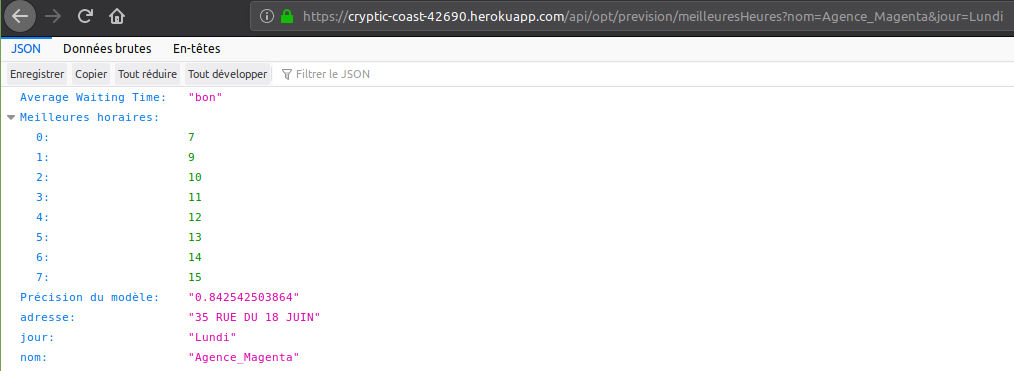 https://cryptic-coast-42690.herokuapp.com/api/opt/prevision/meilleuresHeures?nom=Agence_Magenta&jour=Lundi
JSON Données brutes En-têtes
Enregistrer Copier Tout réduire Tout développer Filtrer le JSON
Average Waiting Time: "bon"
Meilleures horaires:
0: 7
1: 9
2: 10
3: 11
4: 12
5: 13
6: 14
7: 15
Précision du modèle: "0.842542503864"
adresse: "35 RUE DU 18 JUIN"
jour: "Lundi"
nom: "Agence_Magenta"